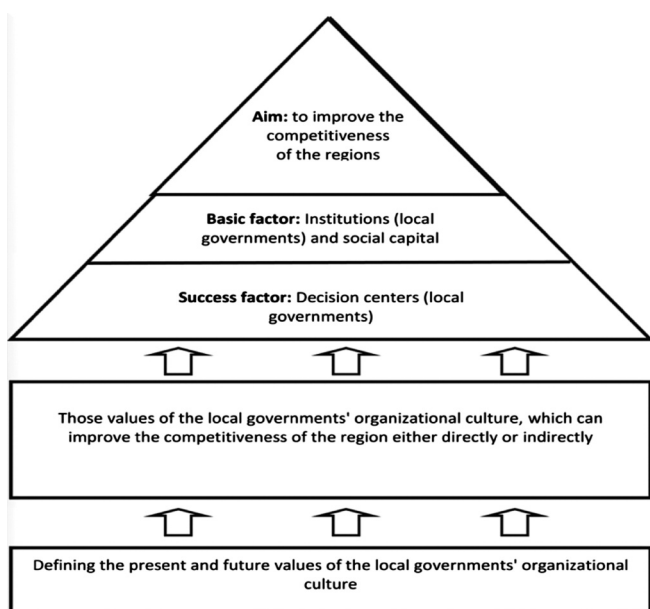 Aim: to improve the
competitiveness
of the regions
Basic factor: Institutions (local
governments) and social capital
Success factor: Decision centers (local
governments)
Those values of the local governments' organizational culture, which can
improve the competitiveness of the region either directly or indirectly
Defining the present and future values of the local governments' organizational
culture